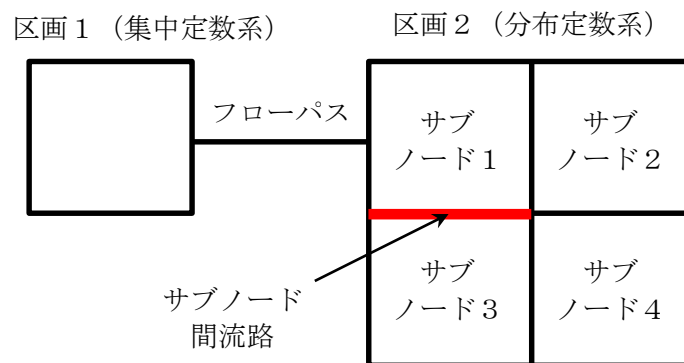 区画１（集中定数系）
区画２（分布定数系）
フローパス
サブ
ノード１
サブ
ノード２
サブ
ノード３
サブ
ノード４
サブノード
間流路